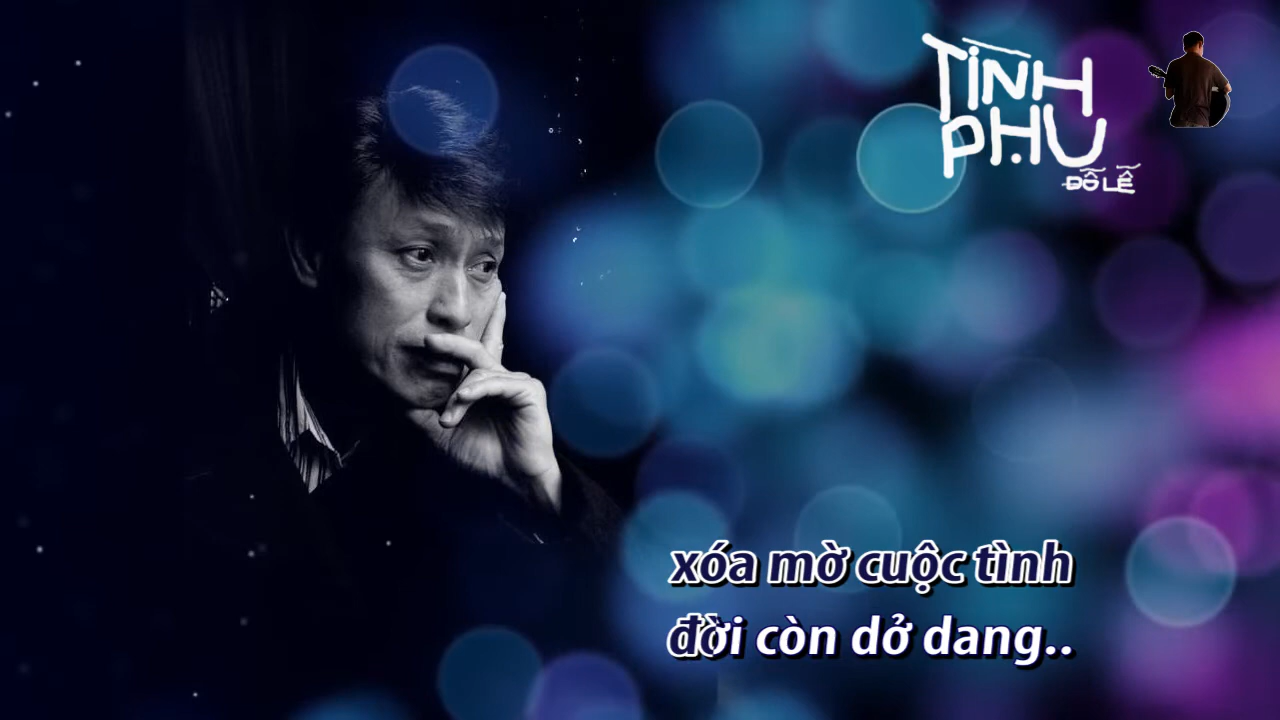 TÌNH
PHỤ
ĐỖ LỄ
xóa mờ cuộc tình
đời còn dở dang..